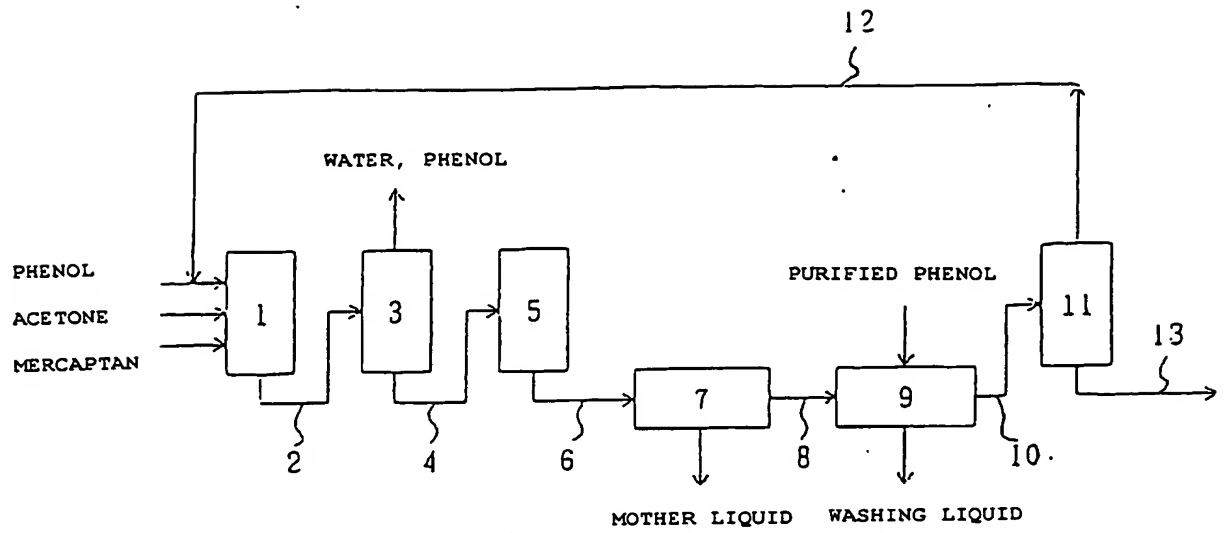 12
WATER, PHENOL
PHENOL
ACETONE
MERCAPTAN
1
3
5
PURIFIED PHENOL
11
13
7
9
2
4
6
8
10.
MOTHER LIQUID
WASHING LIQUID